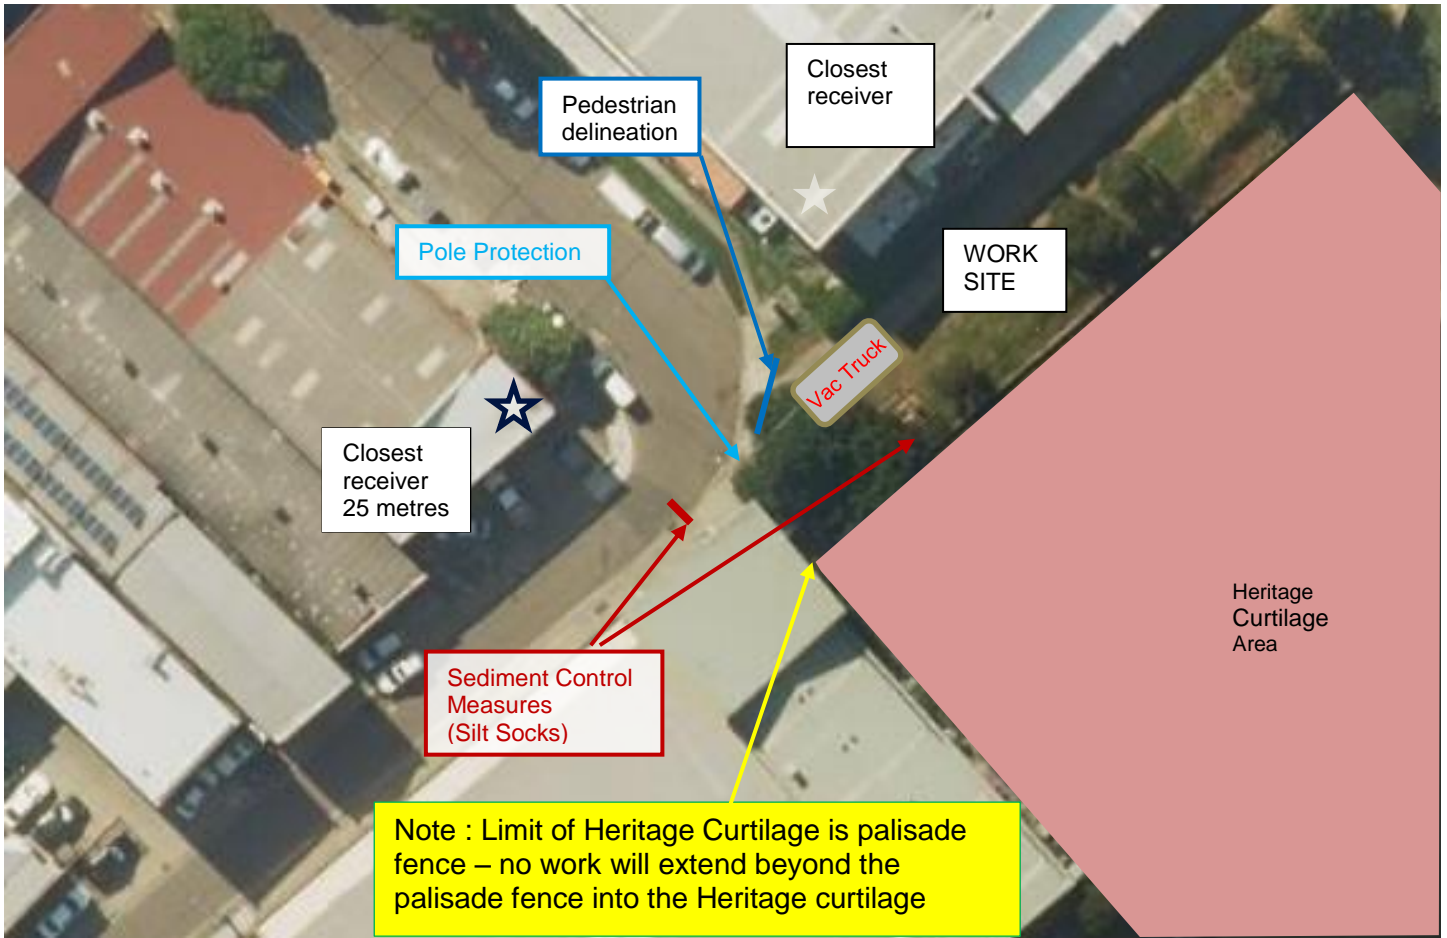 Closest
receiver
Pedestrian
delineation
Pole Protection
WORK
SITE
Vac Truck
Closest
receiver
25 metres
Heritage
Curtilage
Area
Sediment Control
Measures
(Silt Socks)
Note : Limit of Heritage Curtilage is palisade
fence – no work will extend beyond the
palisade fence into the Heritage curtilage